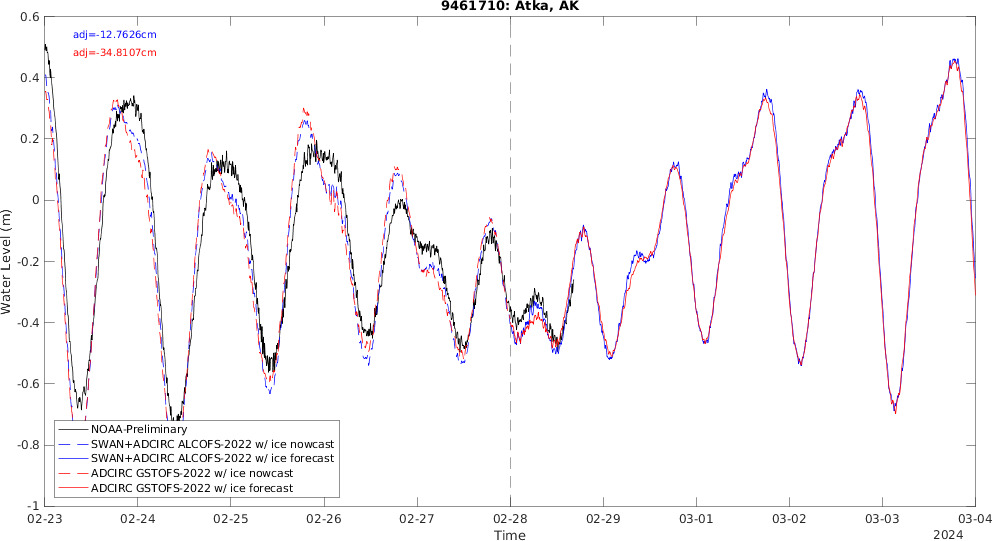 9461710: Atka, AK
adj=-12.7626cm
adj=-34.8107cm
0.6
0.4
0.2
0
-0.2
-0.4
-0.6
-0.8
-1
Water Level (m)
NOAA-Preliminary
SWAN+ADCIRC ALCOFS-2022 w/ ice nowcast
SWAN+ADCIRC ALCOFS-2022 w/ ice forecast
ADCIRC GSTOFS-2022 w/ ice nowcast
ADCIRC GSTOFS-2022 w/ ice forecast
02-23 02-24 02-25 02-26 02-27 02-28 02-29 03-01 03-02 03-03 03-04
Time
2024